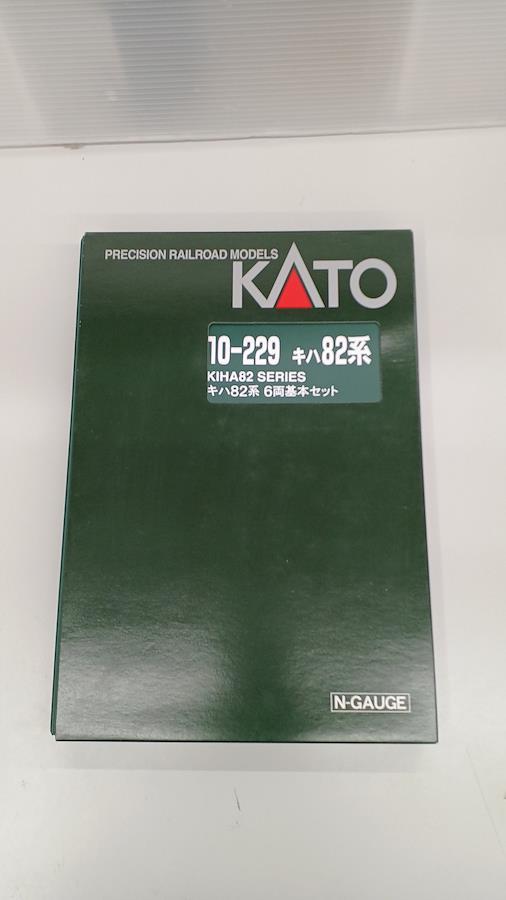 PRECISION RAILROAD MODELS
KATO
10-229 キハ82系
KIHA82 SERIES
キハ82系 6両基本セット
N-GAUGE